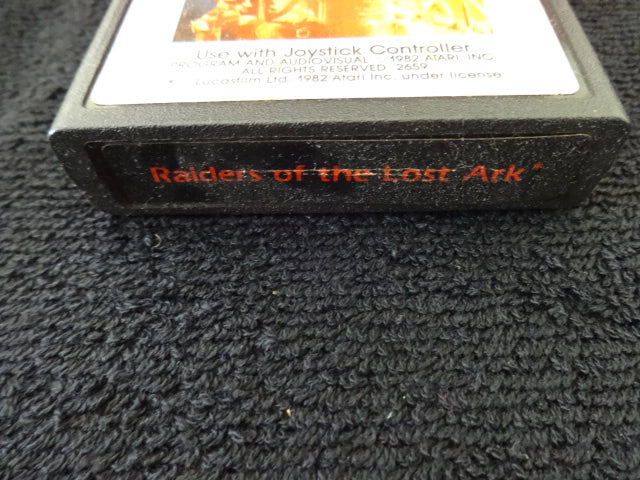 Use with Joystick Controller
PROGRAM AND AUDIOVISUAL 1982 ATARI, INC.
ALL RIGHTS RESERVED 2659
* Lucasfilm Ltd. 1982 Atari Inc. under license
Raiders of the Lost Ark*